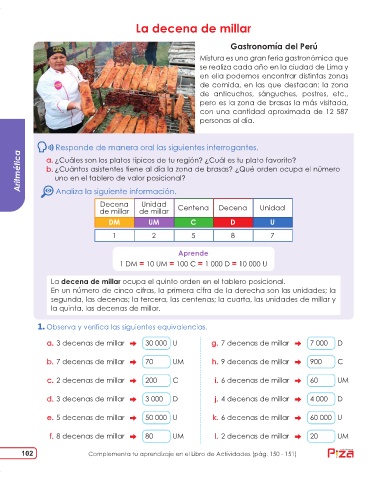 La decena de millar
Gastronomía del Perú
Mistura es una gran feria gastronómica que
se realiza cada año en la ciudad de Lima y
en ella podemos encontrar distintas zonas
de comida, en las que destacan: la zona
de anticuchos, sánguches, postres, etc.,
pero es la zona de brasas la más visitada,
con una cantidad aproximada de 12 587
personas al día.
Aritmética
Responde de manera oral las siguientes interrogantes.
a. ¿Cuáles son los platos típicos de tu región? ¿Cuál es tu plato favorito?
b. ¿Cuántos asistentes tiene al día la zona de brasas? ¿Qué orden ocupa el número
uno en el tablero de valor posicional?
Analiza la siguiente información.
Decena de millar Unidad de millar Centena Decena Unidad
DM UM C D U
1 2 5 8 7
Aprende
1 DM = 10 UM = 100 C = 1 000 D = 10 000 U
La decena de millar ocupa el quinto orden en el tablero posicional.
En un número de cinco cifras, la primera cifra de la derecha son las unidades; la
segunda, las decenas; la tercera, las centenas; la cuarta, las unidades de millar y
la quinta, las decenas de millar.
1. Observa y verifica las siguientes equivalencias.
a. 3 decenas de millar ➡ 30 000 U
g. 7 decenas de millar ➡ 7 000 D
b. 7 decenas de millar ➡ 70 UM
h. 9 decenas de millar ➡ 900 C
c. 2 decenas de millar ➡ 200 C
i. 6 decenas de millar ➡ 60 UM
d. 3 decenas de millar ➡ 3 000 D
j. 4 decenas de millar ➡ 4 000 D
e. 5 decenas de millar ➡ 50 000 U
k. 6 decenas de millar ➡ 60 000 U
f. 8 decenas de millar ➡ 80 UM
l. 2 decenas de millar ➡ 20 UM
102
Complementa tu aprendizaje en el Libro de Actividades (pág. 150 - 151)